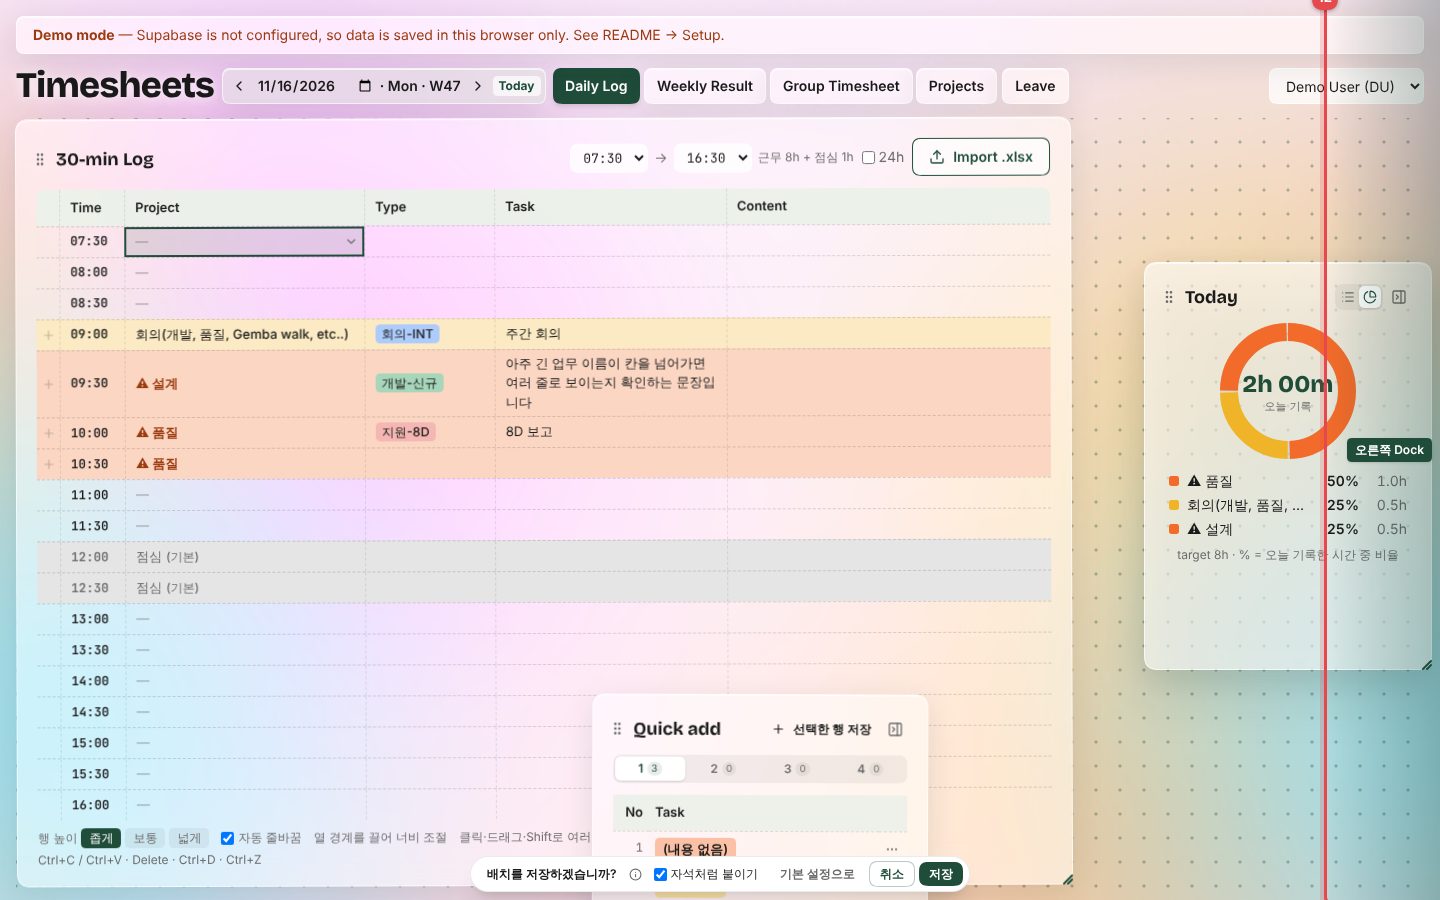 Demo mode — Supabase is not configured, so data is saved in this browser only. See README → Setup.
Timesheets
11/16/2026 · Mon · W47 Today
Daily Log
Weekly Result
Group Timesheet
Projects
Leave
Demo User (DU)
30-min Log
07:30 → 16:30 근무 8h + 점심 1h 24h
Import .xlsx
Time Project Type Task Content
07:30 —
08:00 —
08:30 —
+ 09:00 회의(개발, 품질, Gemba walk, etc..) 회의-INT 주간 회의
+ 09:30 ⚠ 설계 개발-신규 아주 긴 업무 이름이 칸을 넘어가면
여러 줄로 보이는지 확인하는 문장입
니다
+ 10:00 ⚠ 품질 지원-8D 8D 보고
+ 10:30 ⚠ 품질
11:00 —
11:30 —
12:00 점심 (기본)
12:30 점심 (기본)
13:00 —
13:30 —
14:00 —
14:30 —
15:00 —
15:30 —
16:00 —
행 높이 좁게 보통 넓게 자동 줄바꿈 열 경계를 끌어 너비 조절 클릭·드래그·Shift로 여러
Ctrl+C / Ctrl+V · Delete · Ctrl+D · Ctrl+Z
Today
2h 00m
오늘 기록
오른쪽 Dock
⚠ 품질 50% 1.0h
회의(개발, 품질, ... 25% 0.5h
⚠ 설계 25% 0.5h
target 8h · % = 오늘 기록한 시간 중 비율
Quick add
+ 선택한 행 저장
1 3 2 0 3 0 4 0
No Task
1 (내용 없음) ...
배치를 저장하겠습니까? 자석처럼 붙이기 기본 설정으로 취소 저장